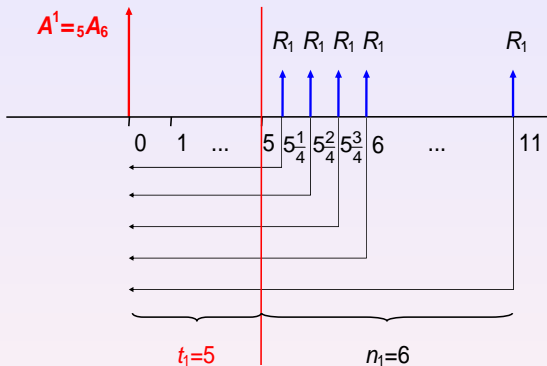 A¹=₅A₆ R₁ R₁ R₁ R₁ R₁
0 1 ... 5 5¼ 5²⁄₄ 5¾ 6 ... 11
t₁=5 n₁=6